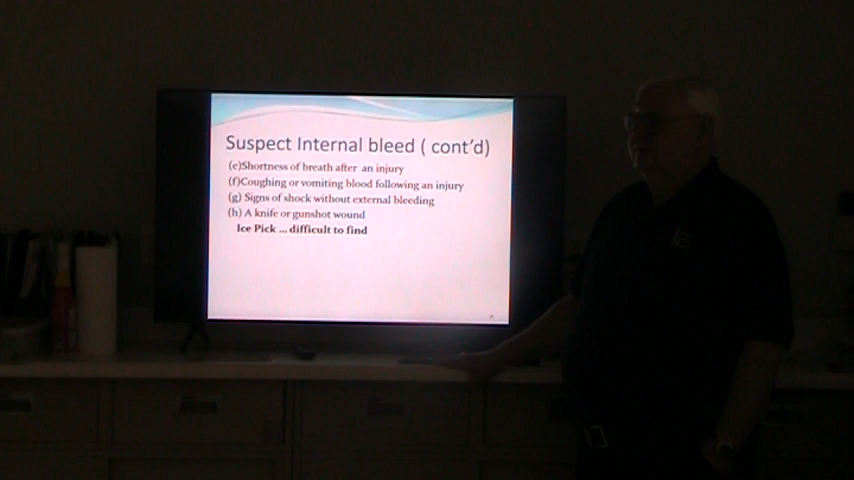 Suspect Internal bleed ( cont'd)
(e)Shortness of breath after an injury
(f)Coughing or vomiting blood following an injury
(g) Signs of shock without external bleeding
(h) A knife or gunshot wound
Ice Pick ... difficult to find